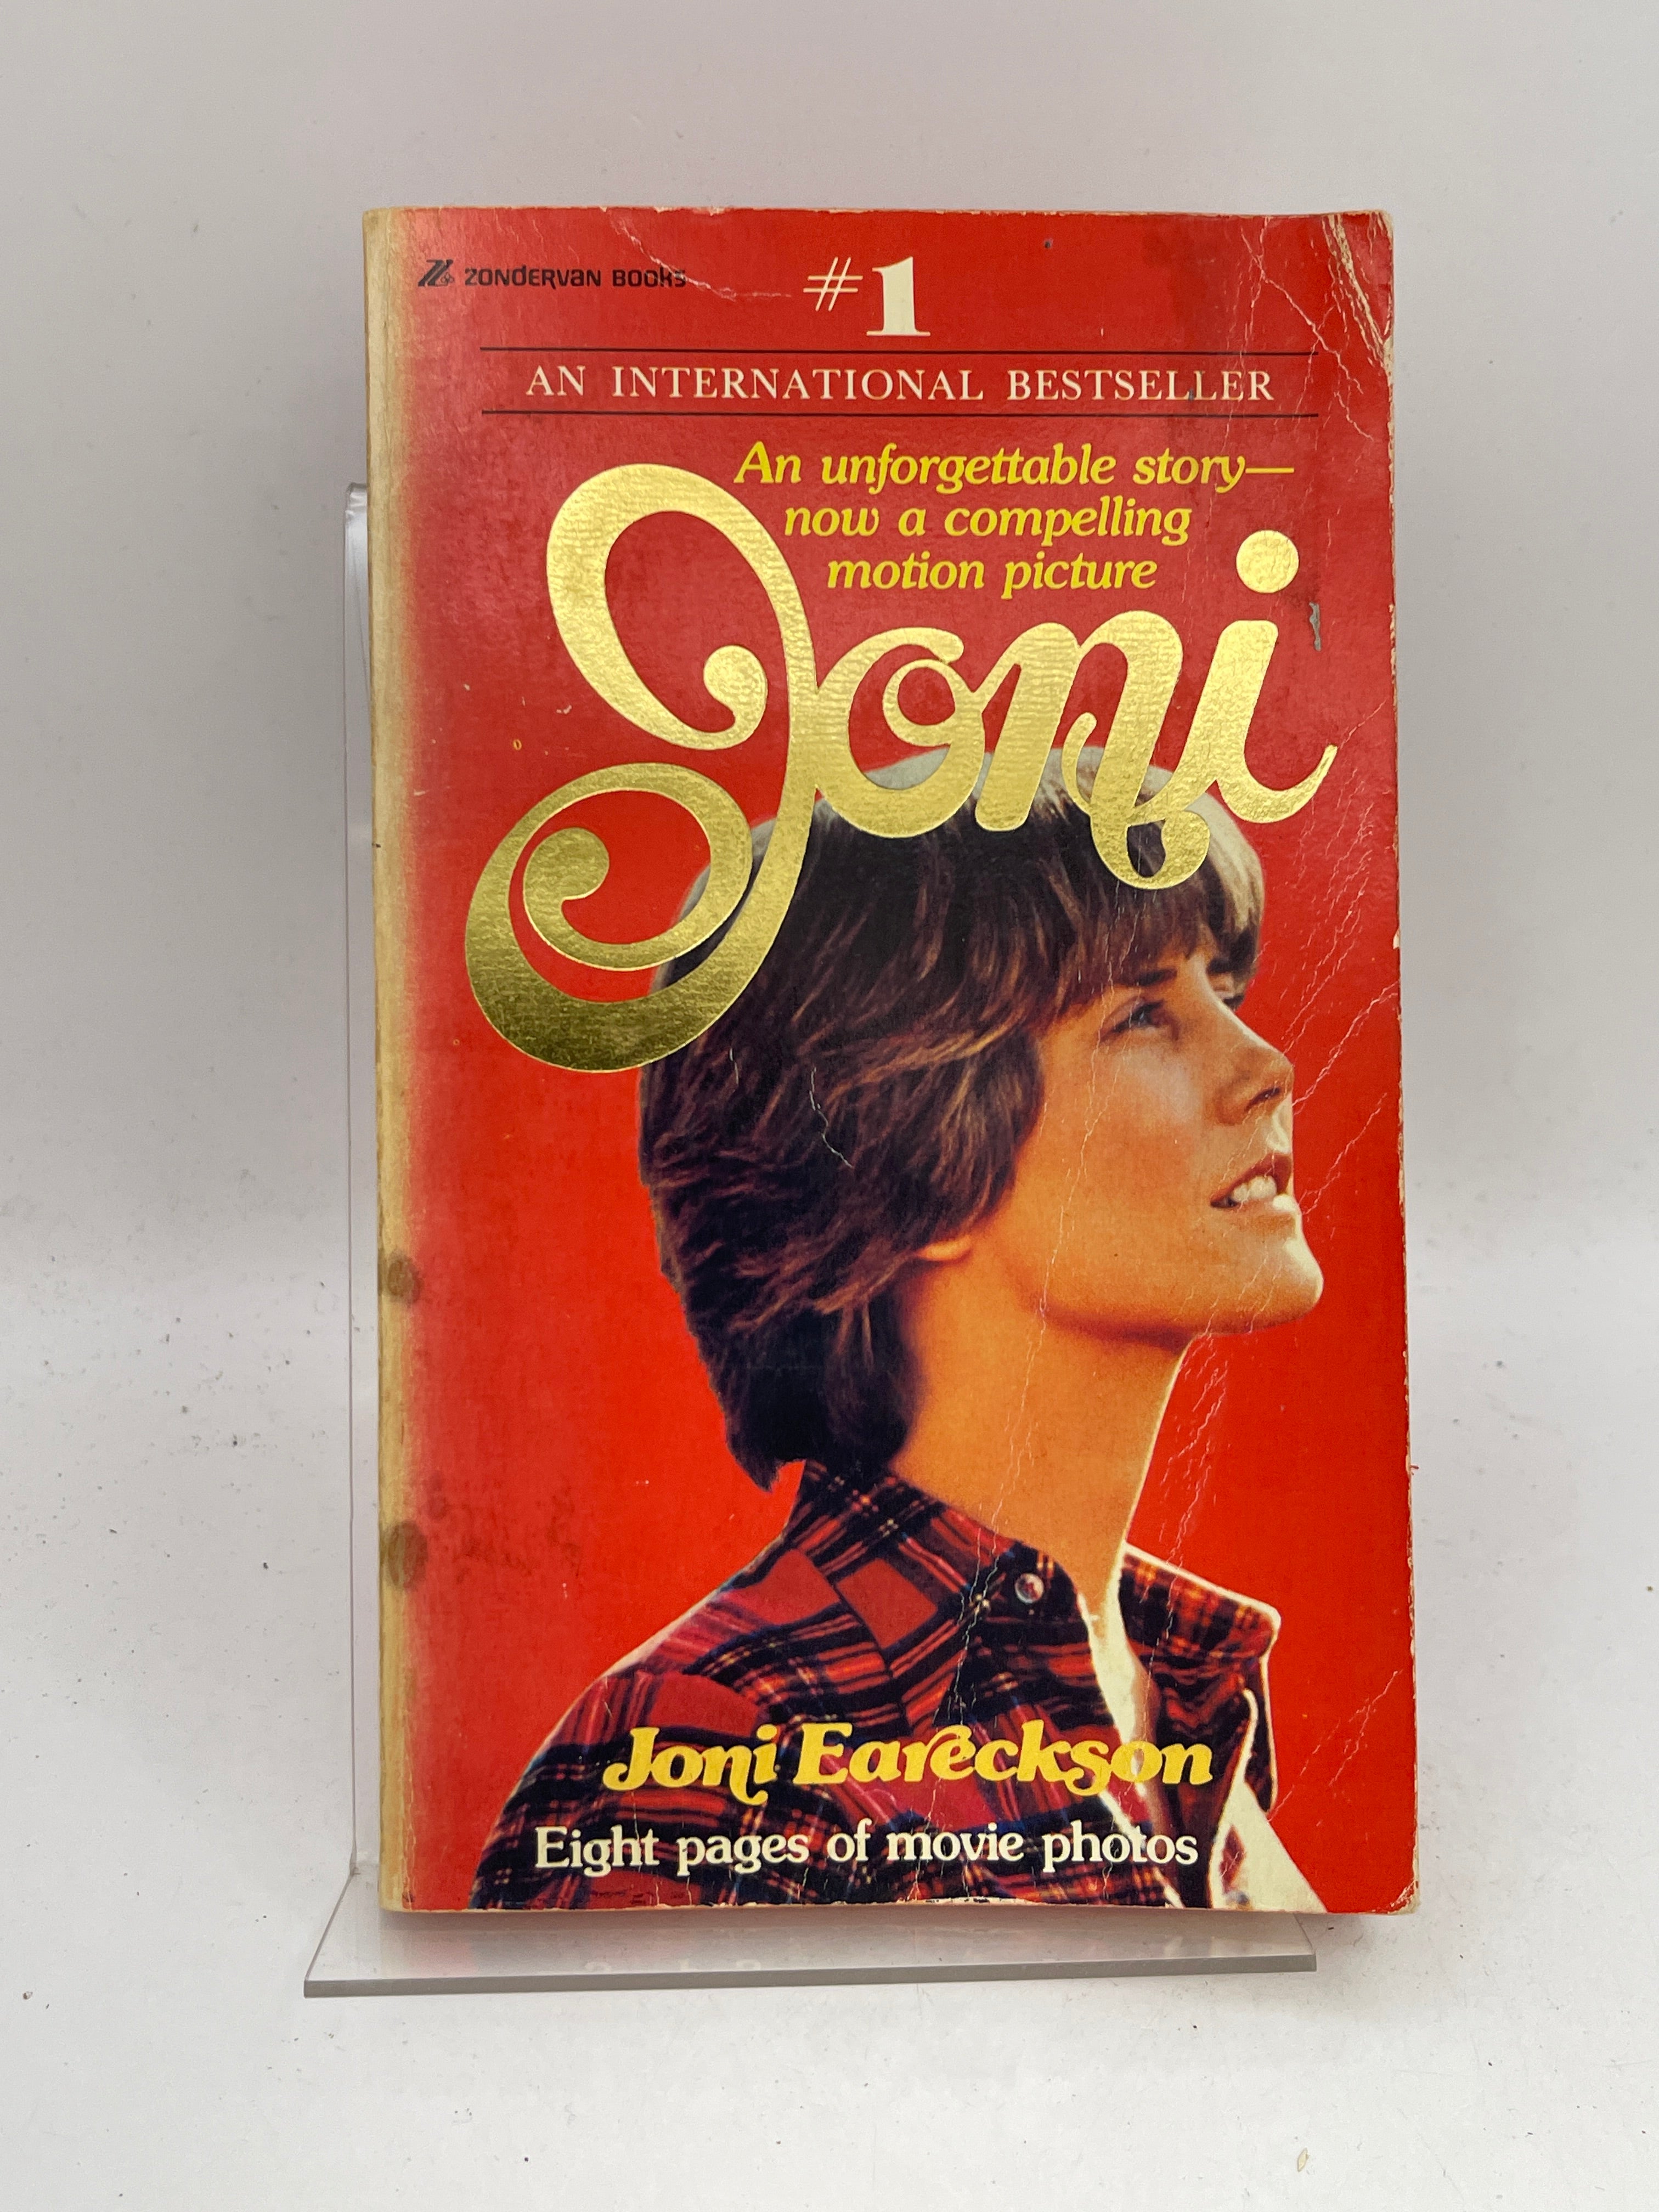 ZONDERVAN BOOKS
#1
AN INTERNATIONAL BESTSELLER
An unforgettable story—
now a compelling
motion picture
Joni
Joni Eareckson
Eight pages of movie photos